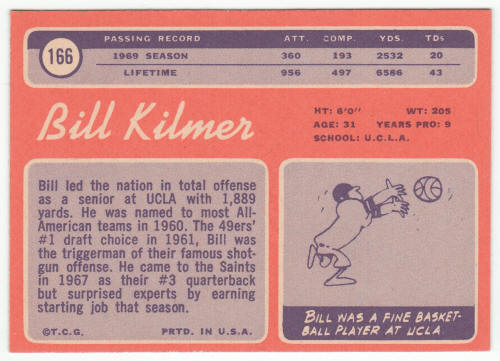 166
PASSING RECORD ATT. COMP. YDS. TDs
1969 SEASON 360 193 2532 20
LIFETIME 956 497 6586 43
Bill Kilmer
HT: 6'0" WT: 205
AGE: 31 YEARS PRO: 9
SCHOOL: U.C.L.A.
Bill led the nation in total offense
as a senior at UCLA with 1,889
yards. He was named to most All-
American teams in 1960. The 49ers'
#1 draft choice in 1961, Bill was
the triggerman of their famous shot-
gun offense. He came to the Saints
in 1967 as their #3 quarterback
but surprised experts by earning
starting job that season.
©T.C.G. PRTD. IN U.S.A.
BILL WAS A FINE BASKET-
BALL PLAYER AT UCLA.